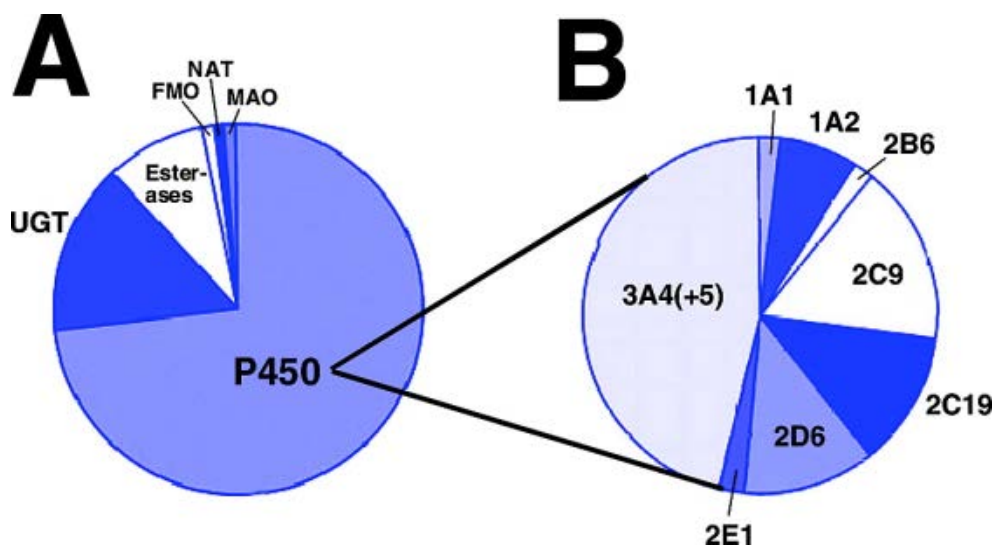 A
NAT
FMO
MAO
Ester-
ases
UGT
P450
B
1A1
1A2
2B6
2C9
3A4(+5)
2C19
2D6
2E1